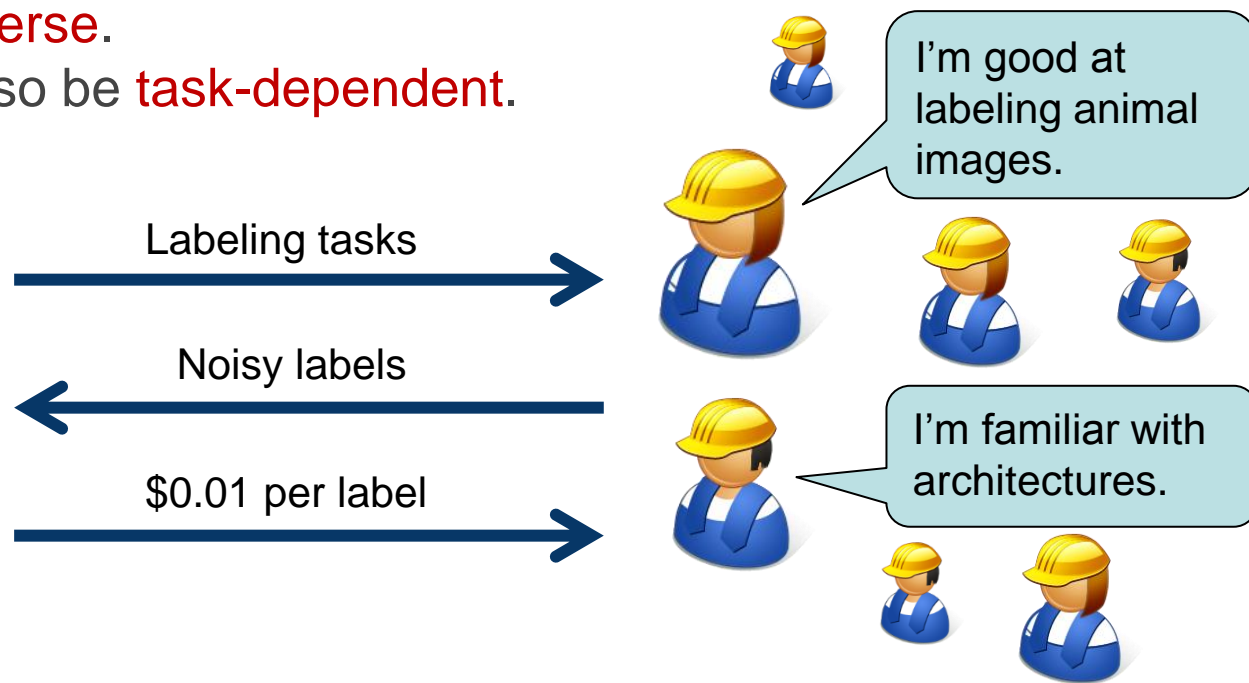 erse.
so be task-dependent.
I’m good at
labeling animal
images.
Labeling tasks
Noisy labels
I’m familiar with
architectures.
$0.01 per label